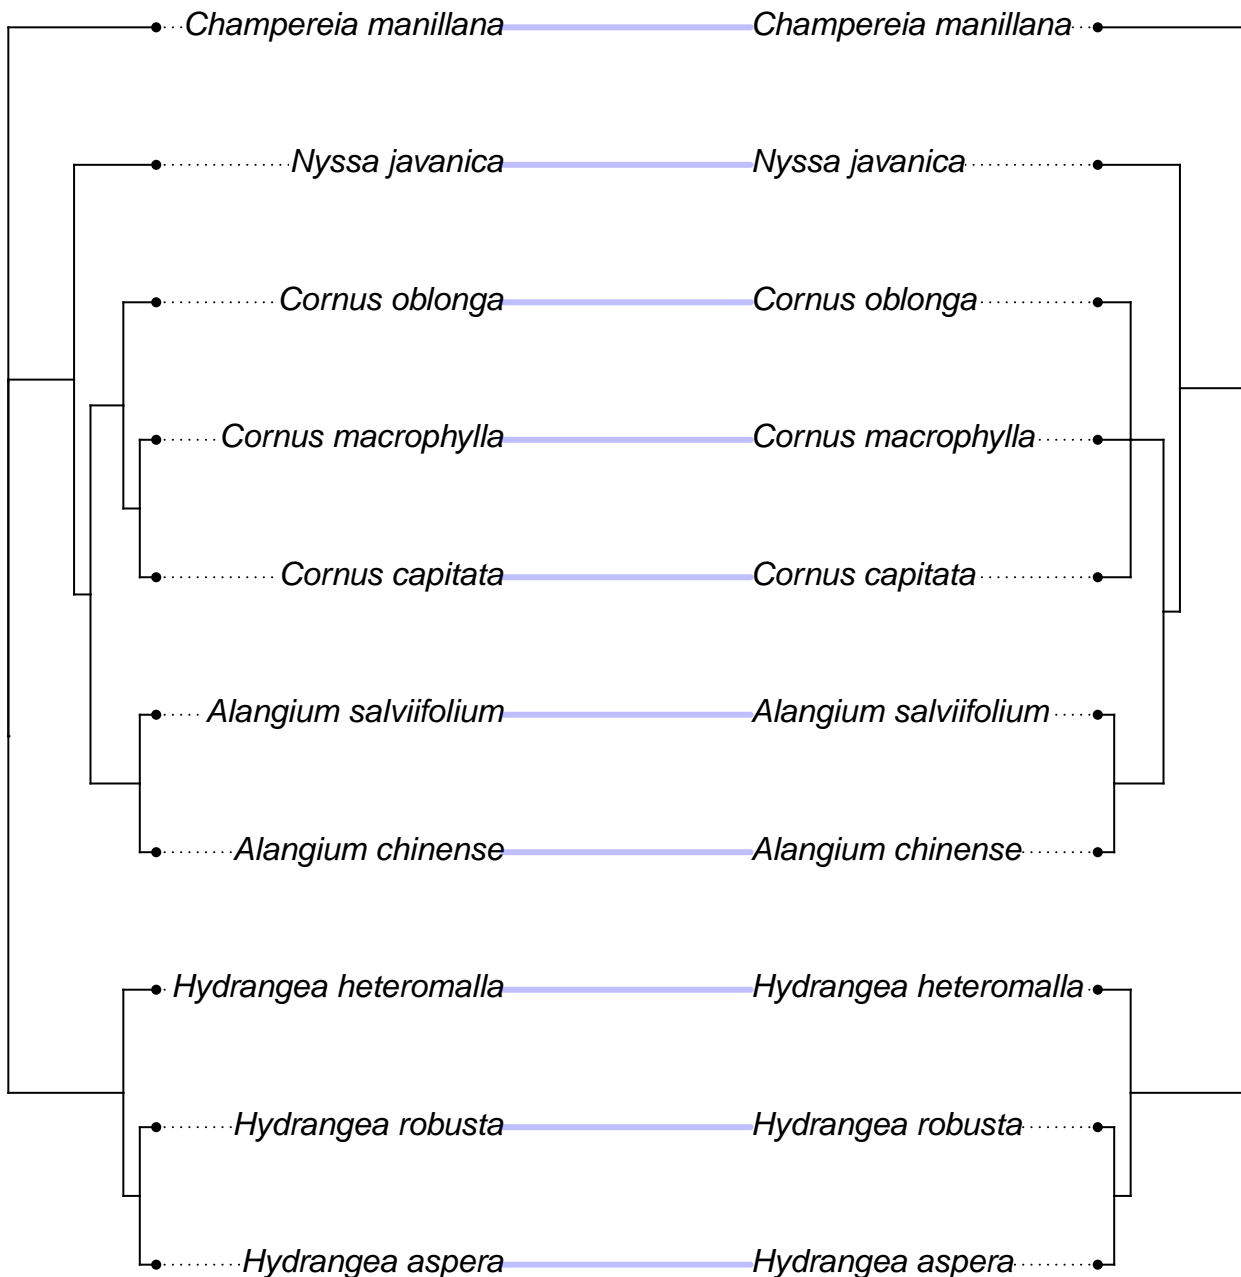 Champereia manillana Champereia manillana
Nyssa javanica Nyssa javanica
Cornus oblonga Cornus oblonga
Cornus macrophylla Cornus macrophylla
Cornus capitata Cornus capitata
Alangium salviifolium Alangium salviifolium
Alangium chinense Alangium chinense
Hydrangea heteromalla Hydrangea heteromalla
Hydrangea robusta Hydrangea robusta
Hydrangea aspera Hydrangea aspera